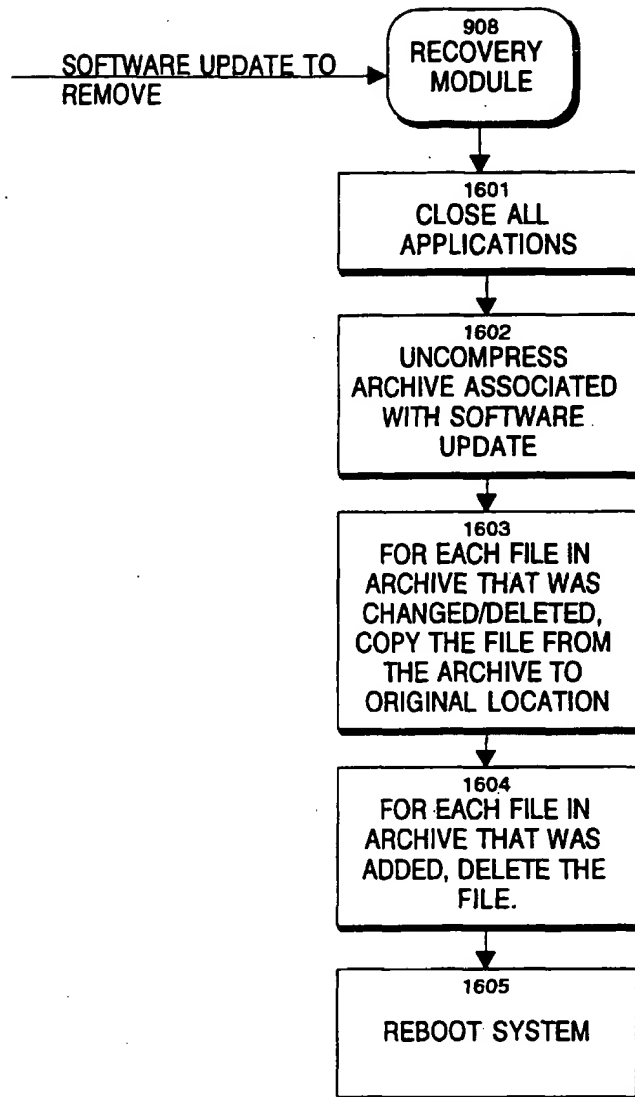 SOFTWARE UPDATE TO
REMOVE
908
RECOVERY
MODULE
1601
CLOSE ALL
APPLICATIONS
1602
UNCOMPRESS
ARCHIVE ASSOCIATED
WITH SOFTWARE
UPDATE
1603
FOR EACH FILE IN
ARCHIVE THAT WAS
CHANGED/DELETED,
COPY THE FILE FROM
THE ARCHIVE TO
ORIGINAL LOCATION
1604
FOR EACH FILE IN
ARCHIVE THAT WAS
ADDED, DELETE THE
FILE.
1605
REBOOT SYSTEM